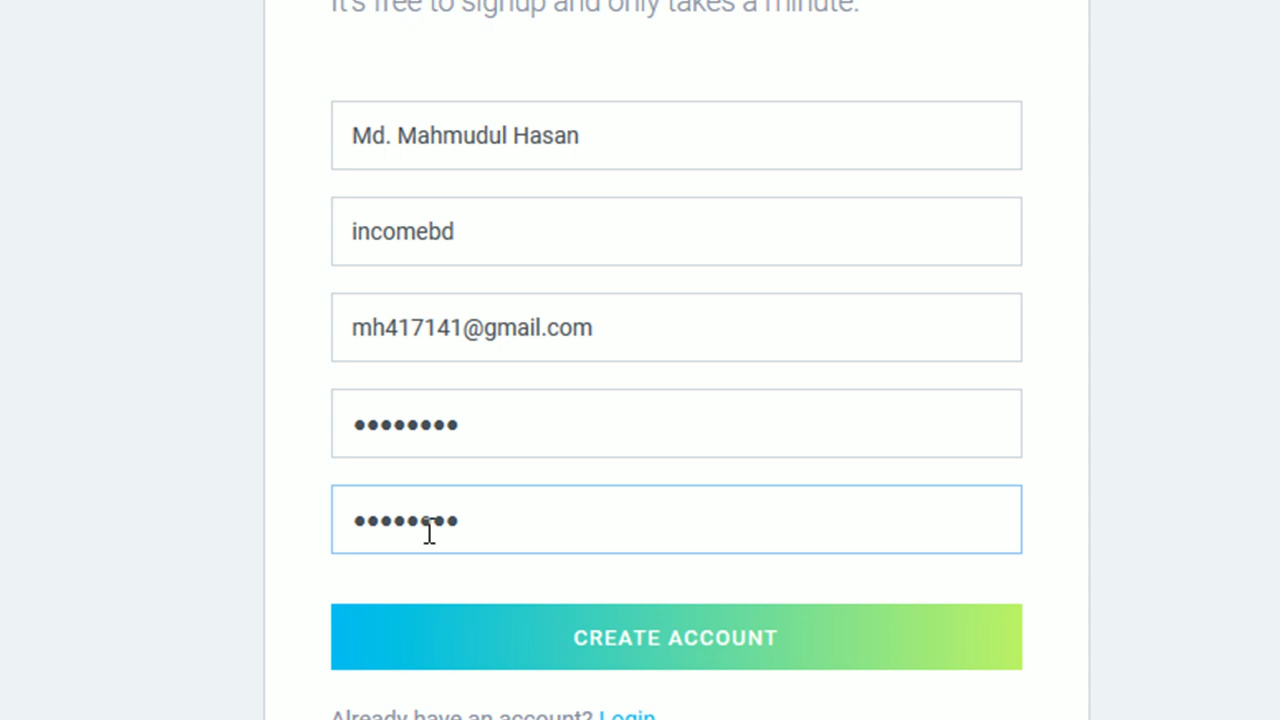 It's free to signup and only takes a minute.
Md. Mahmudul Hasan
incomebd
mh417141@gmail.com
••••••••
••••••••
CREATE ACCOUNT
Already have an account? Login